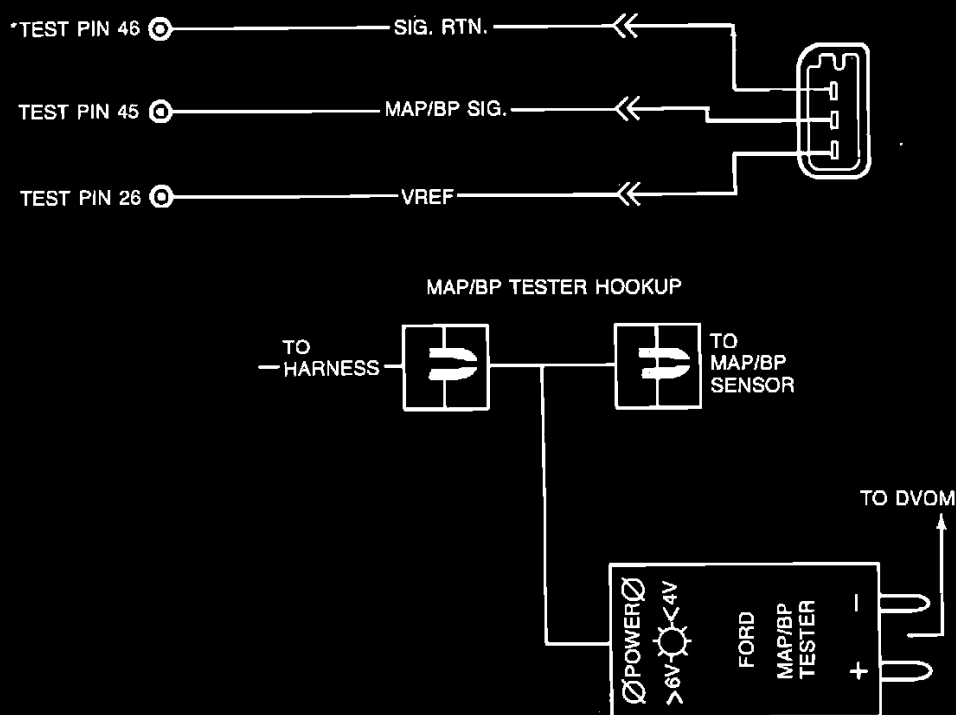 *TEST PIN 46
SIG. RTN.
TEST PIN 45
MAP/BP SIG.
TEST PIN 26
VREF
MAP/BP TESTER HOOKUP
TO
HARNESS
TO
MAP/BP
SENSOR
TO DVOM
POWER
>6V
<4V
FORD
MAP/BP
TESTER
−
+